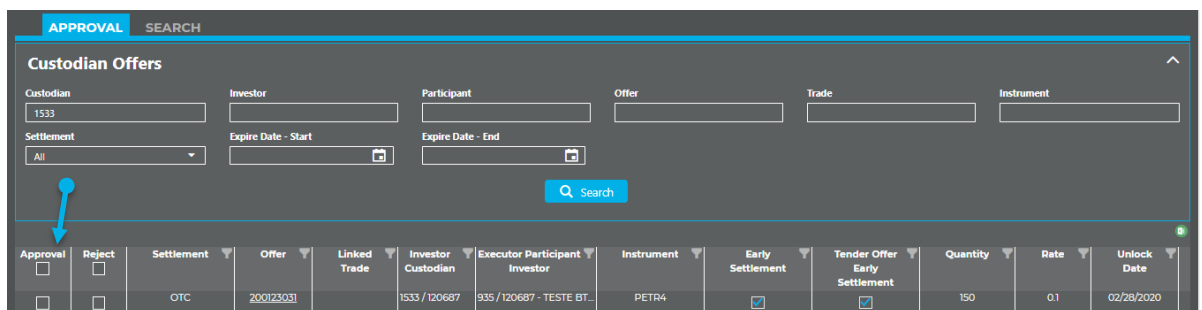 APPROVAL SEARCH
Custodian Offers
Custodian Investor Participant Offer Trade Instrument
1533
Settlement Expire Date - Start Expire Date - End
All
Search
Approval Reject Settlement Offer Linked Investor Executor Participant Instrument Early Tender Offer Quantity Rate Unlock
Trade Custodian Investor Settlement Early Date
Settlement
OTC 200123031 1533 / 120687 935 / 120687 - TESTE BT... PETR4 150 0.1 02/28/2020